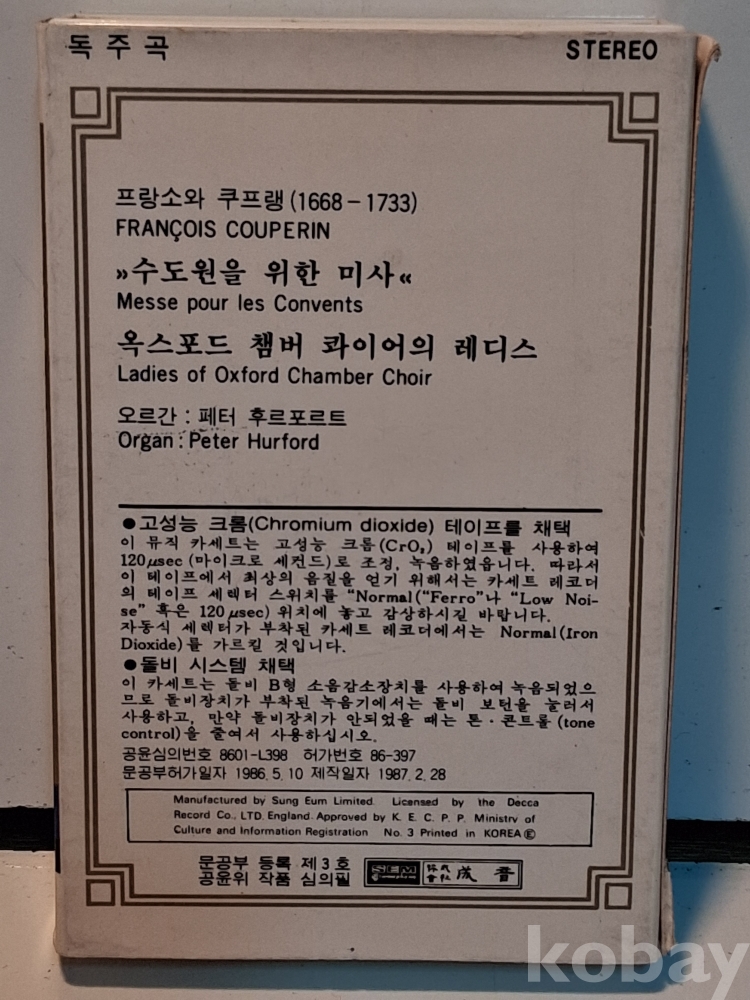 독주곡 STEREO
프랑소와 쿠프랭 (1668-1733)
FRANÇOIS COUPERIN
»수도원을 위한 미사«
Messe pour les Convents
옥스포드 챔버 콰이어의 레디스
Ladies of Oxford Chamber Choir
오르간 : 페터 후르포르트
Organ : Peter Hurford
●고성능 크롬(Chromium dioxide) 테이프를 채택
이 뮤직 카세트는 고성능 크롬(CrO₂) 테이프를 사용하여
120μsec (마이크로 세컨드)로 조정, 녹음하였읍니다. 따라서
이 테이프에서 최상의 음질을 얻기 위해서는 카세트 레코더
의 테이프 세렉터 스위치를 “Normal(“Ferro”나 “Low Noi-
se” 혹은 120μsec) 위치에 놓고 감상하시길 바랍니다.
자동식 세렉터가 부착된 카세트 레코더에서는 Normal(Iron
Dioxide)를 가르킬 것입니다.
●돌비 시스템 채택
이 카세트는 돌비 B형 소음감소장치를 사용하여 녹음되었으
므로 돌비장치가 부착된 녹음기에서는 돌비 보턴을 눌러서
사용하고, 만약 돌비장치가 안되었을 때는 톤·콘트롤(tone
control)을 줄여서 사용하십시오.
공윤심의번호 8601-L398 허가번호 86-397
문공부허가일자 1986. 5. 10 제작일자 1987. 2. 28
Manufactured by Sung Eum Limited. Licensed by the Decca
Record Co., LTD. England. Approved by K. E. C. P. P. Ministry of
Culture and Information Registration No. 3 Printed in KOREA Ⓔ
문공부 등록 제 3 호
공윤위 작품 심의필
SEM 株式會社 成音
kobay